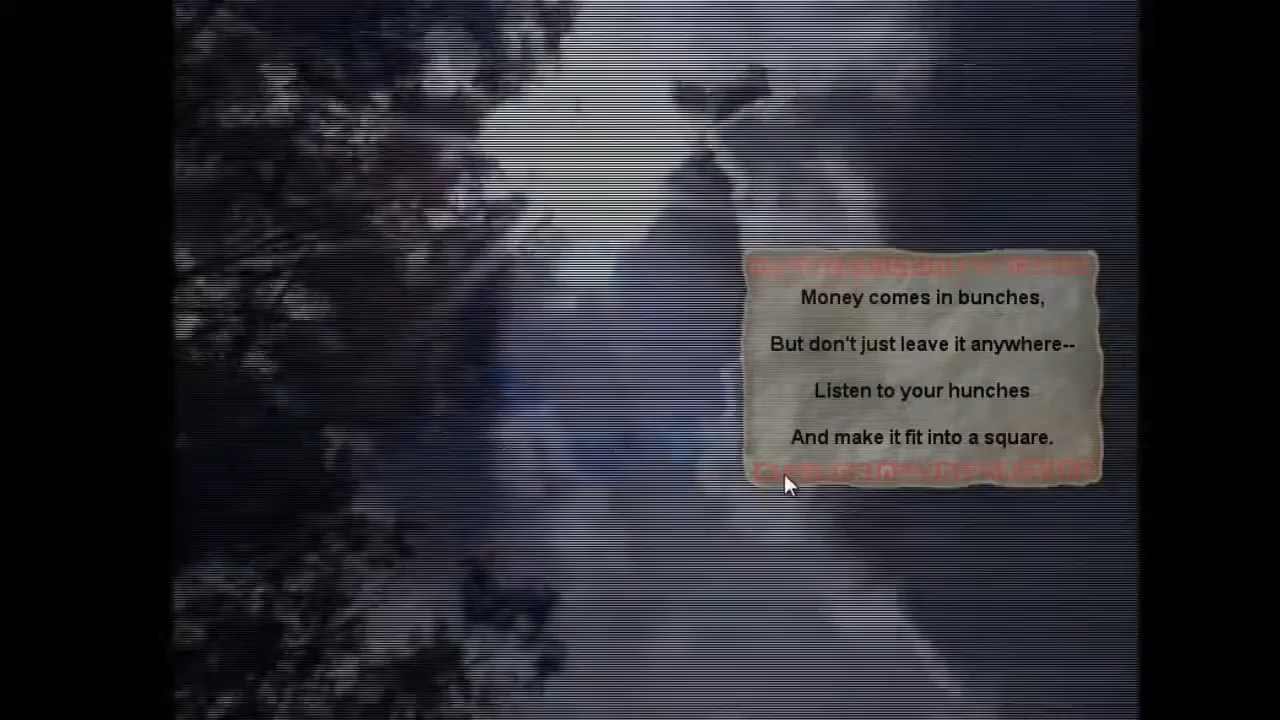 Money comes in bunches,
But don't just leave it anywhere--
Listen to your hunches
And make it fit into a square.